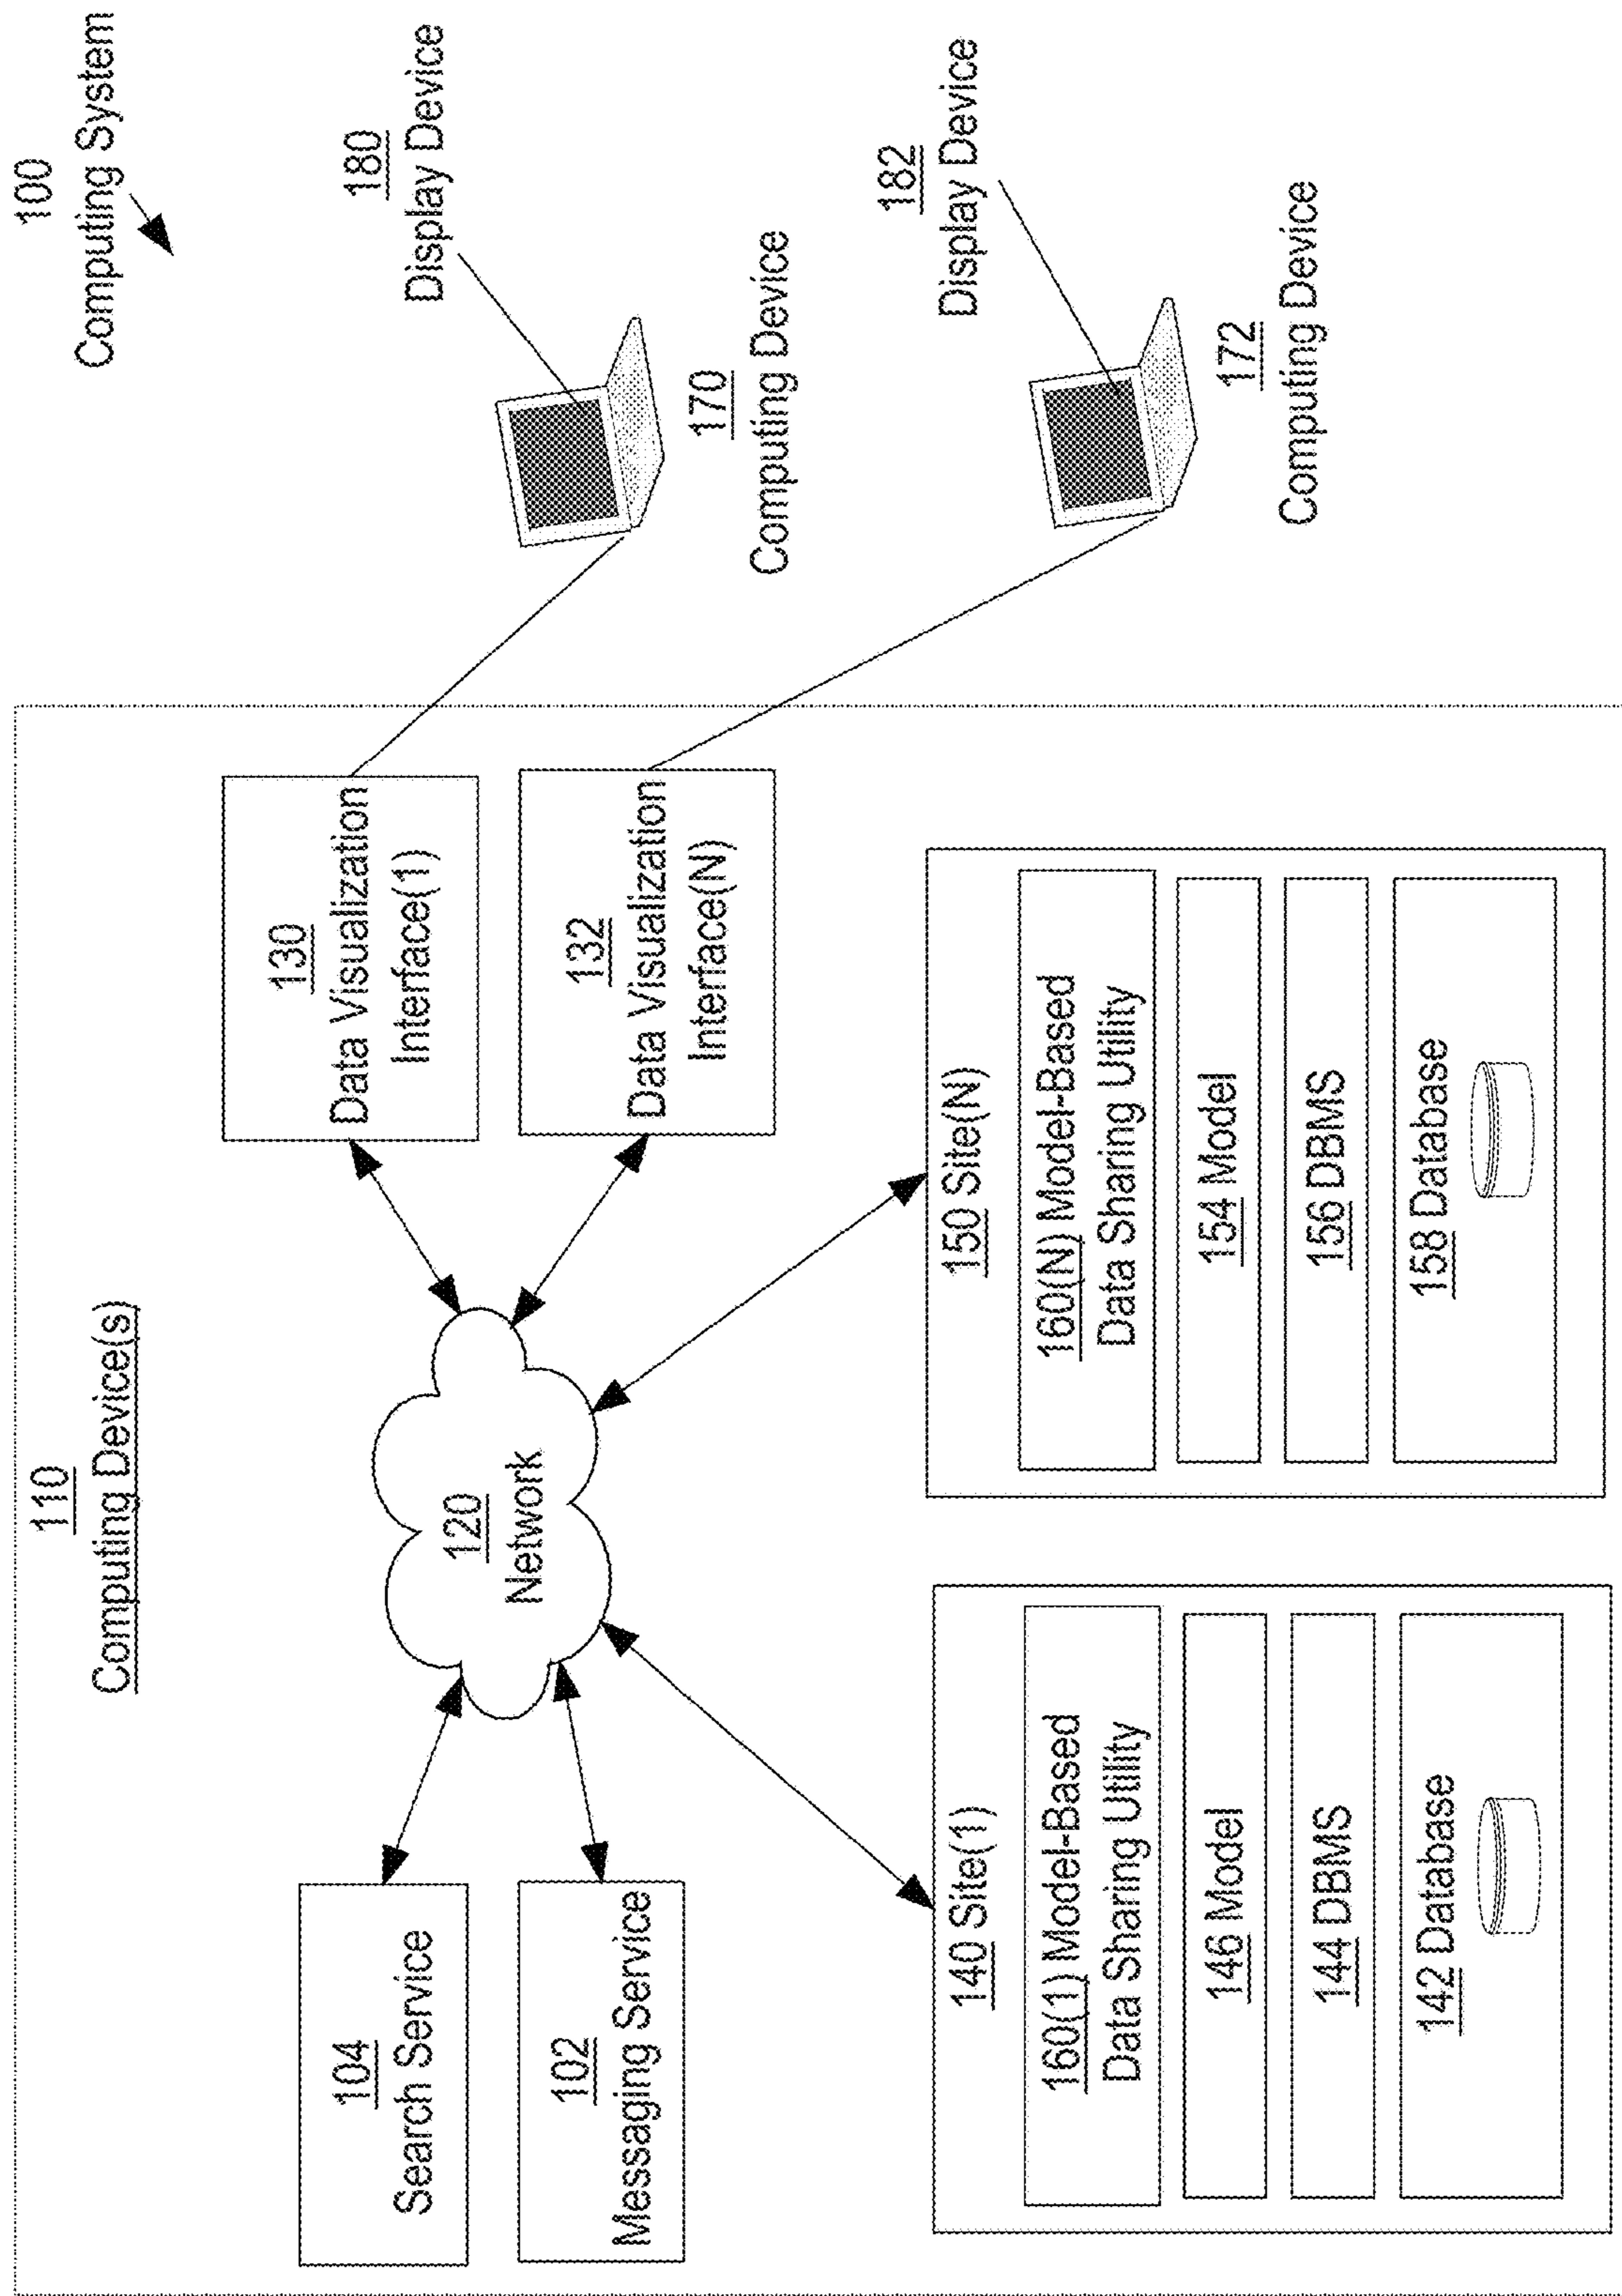 100
Computing System
110
Computing Device(s)
104
Search Service
102
Messaging Service
120
Network
130
Data Visualization
Interface(1)
132
Data Visualization
Interface(N)
180
Display Device
170
Computing Device
182
Display Device
172
Computing Device
140 Site(1)
160(1) Model-Based
Data Sharing Utility
146 Model
144 DBMS
142 Database
150 Site(N)
160(N) Model-Based
Data Sharing Utility
154 Model
156 DBMS
158 Database